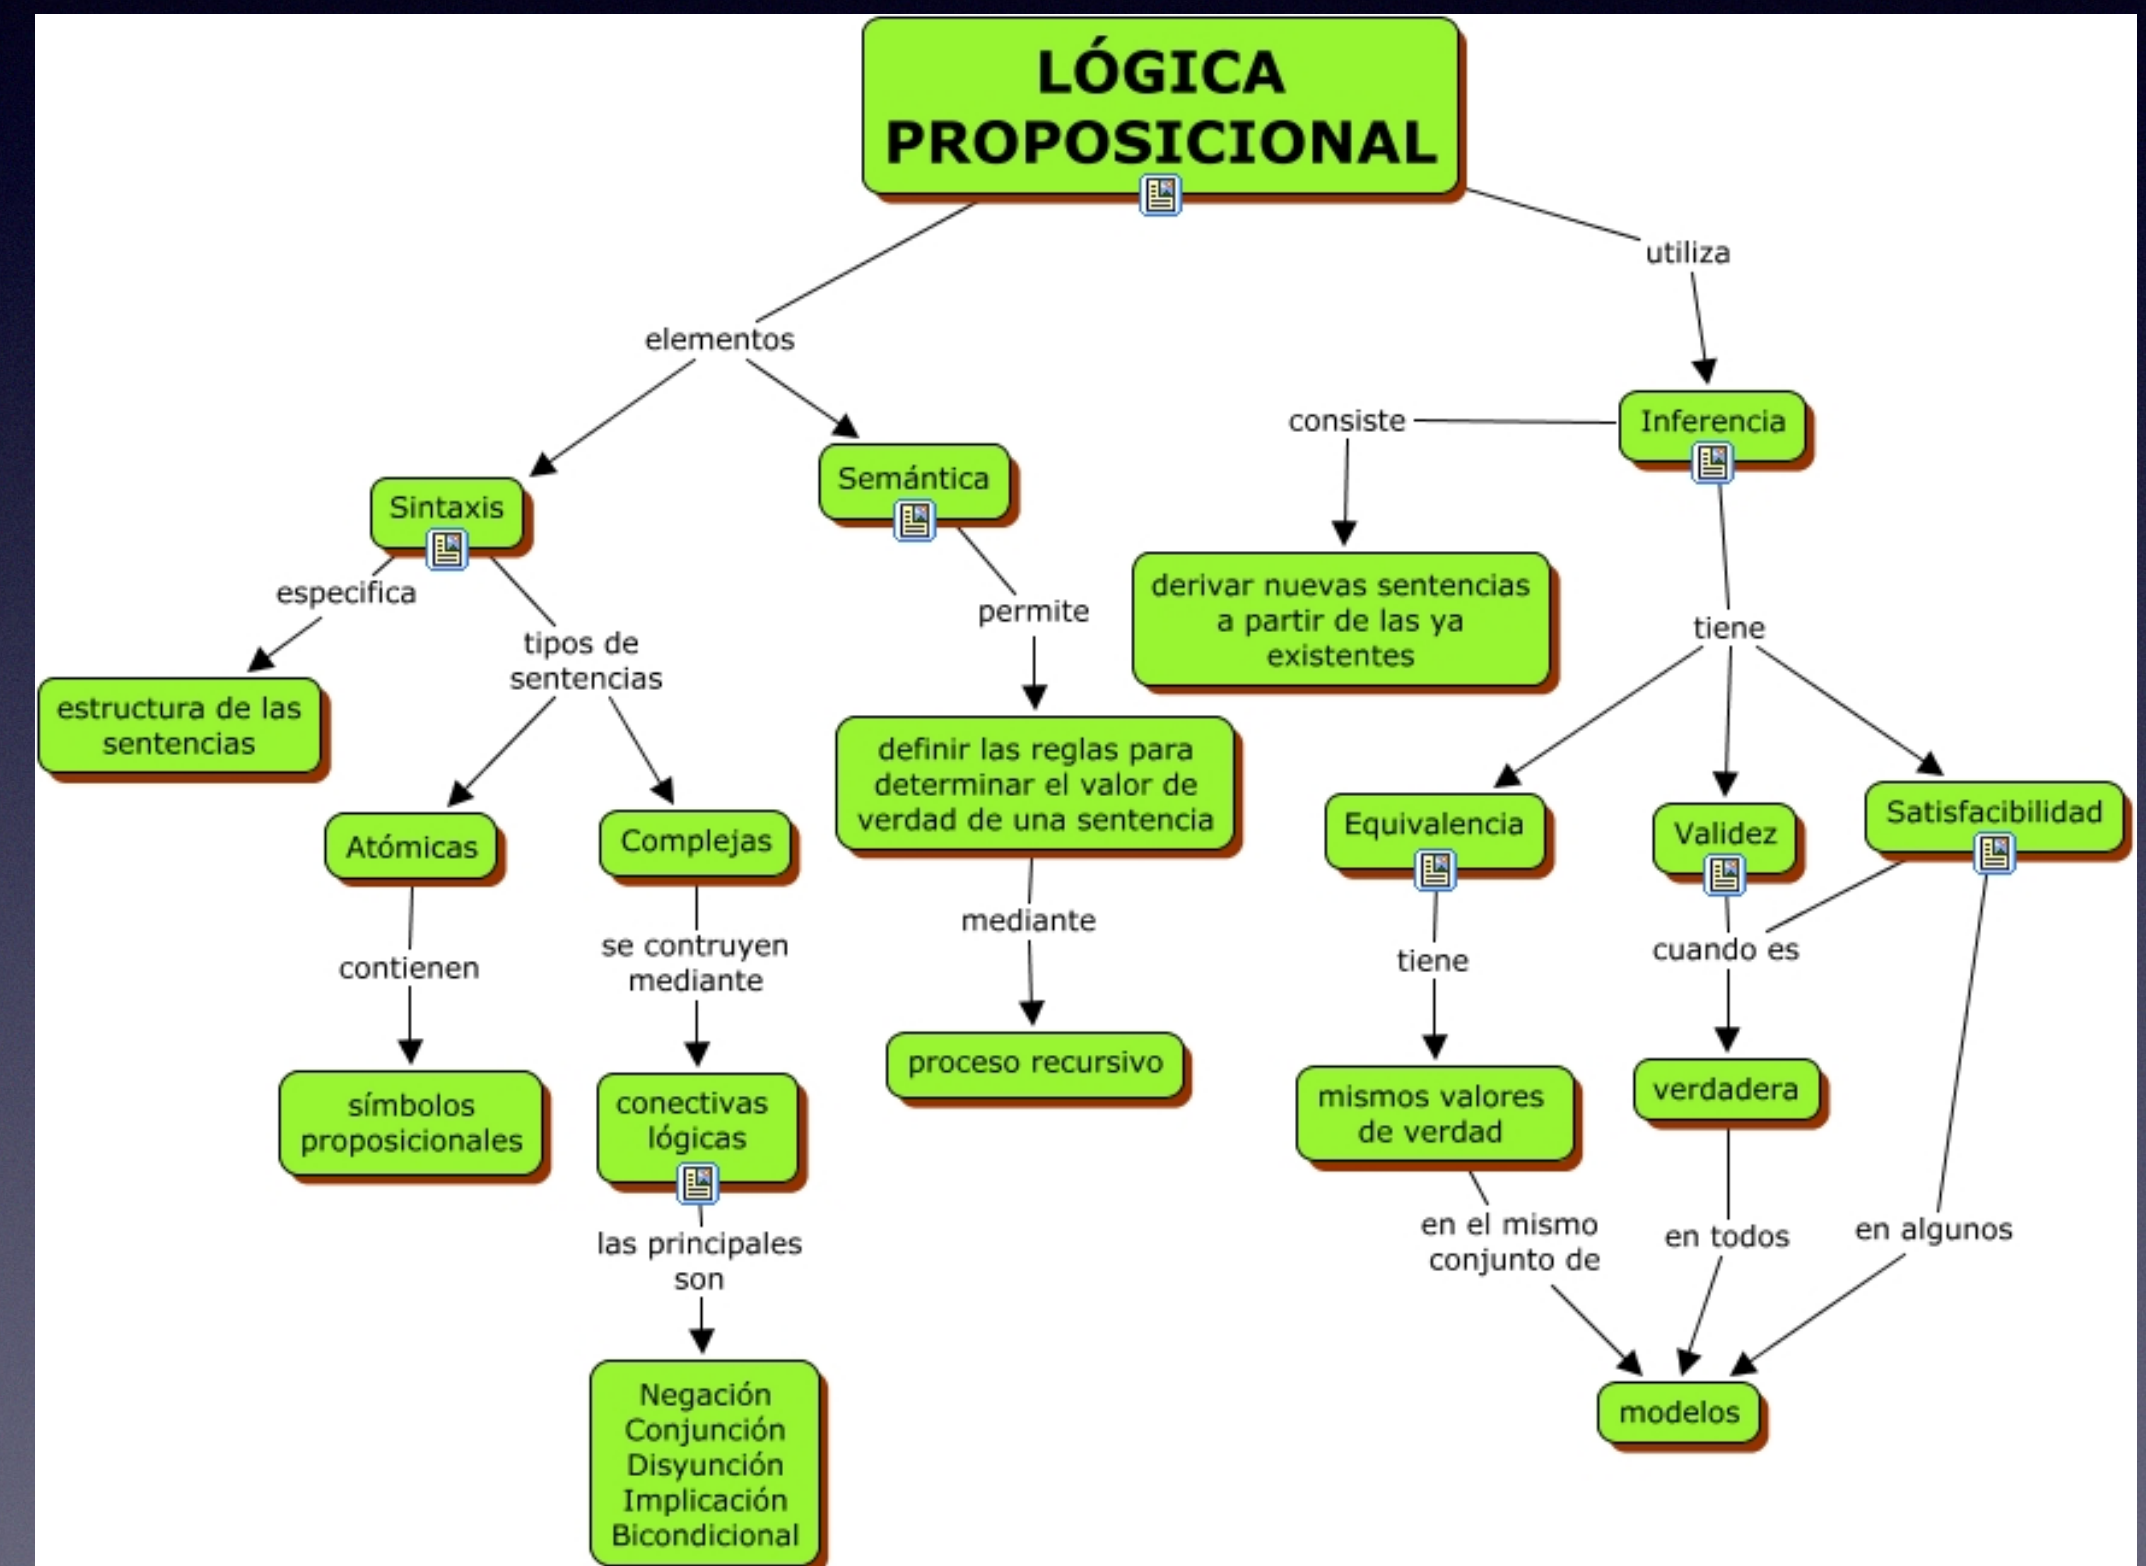 LÓGICA
PROPOSICIONAL
utiliza
elementos
consiste
Inferencia
Semántica
Sintaxis
especifica
derivar nuevas sentencias
a partir de las ya
existentes
permite
tiene
tipos de
sentencias
estructura de las
sentencias
definir las reglas para
determinar el valor de
verdad de una sentencia
Atómicas
Complejas
Equivalencia
Validez
Satisfacibilidad
contienen
se contruyen
mediante
mediante
tiene
cuando es
símbolos
proposicionales
conectivas
lógicas
proceso recursivo
mismos valores
de verdad
verdadera
las principales
son
en el mismo
conjunto de
en todos
en algunos
Negación
Conjunción
Disyunción
Implicación
Bicondicional
modelos